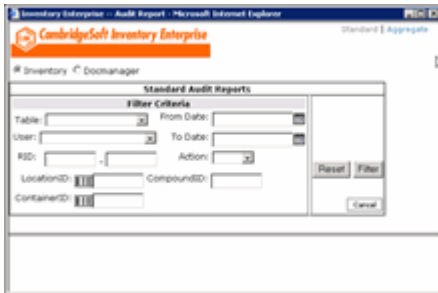 Inventory Enterprise -- Audit Report - Microsoft Internet Explorer
CambridgeSoft Inventory Enterprise
Standard | Aggregate
Inventory Docmanager
Standard Audit Reports
Filter Criteria
Table: From Date:
User: To Date:
RID: - Action:
LocationID: CompoundID:
ContainerID:
Reset Filter
Cancel